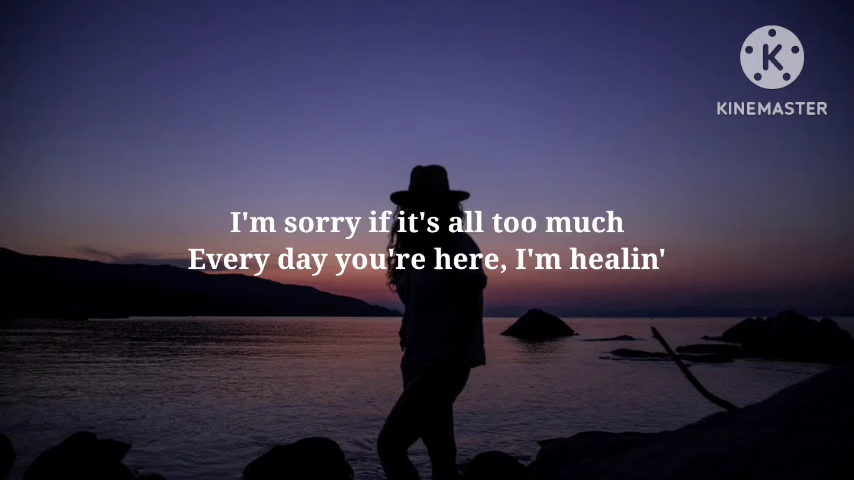 KINEMASTER
I'm sorry if it's all too much
Every day you're here, I'm healin'